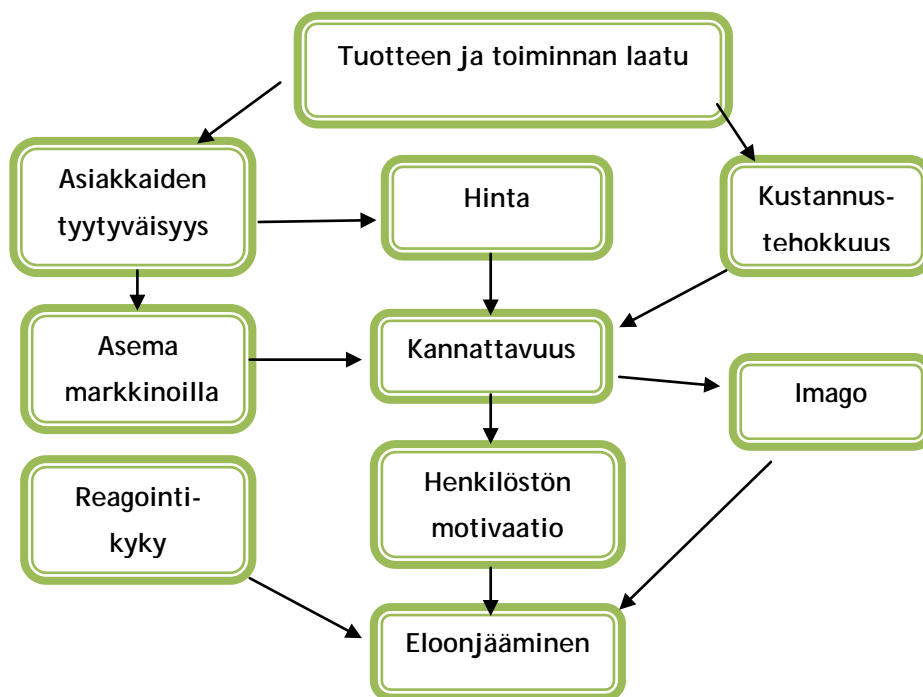 Tuotteen ja toiminnan laatu
Asiakkaiden
tyytyväisyys
Hinta
Kustannus-
tehokkuus
Asema
markkinoilla
Kannattavuus
Imago
Reagointi-
kyky
Henkilöstön
motivaatio
Eloonjääminen